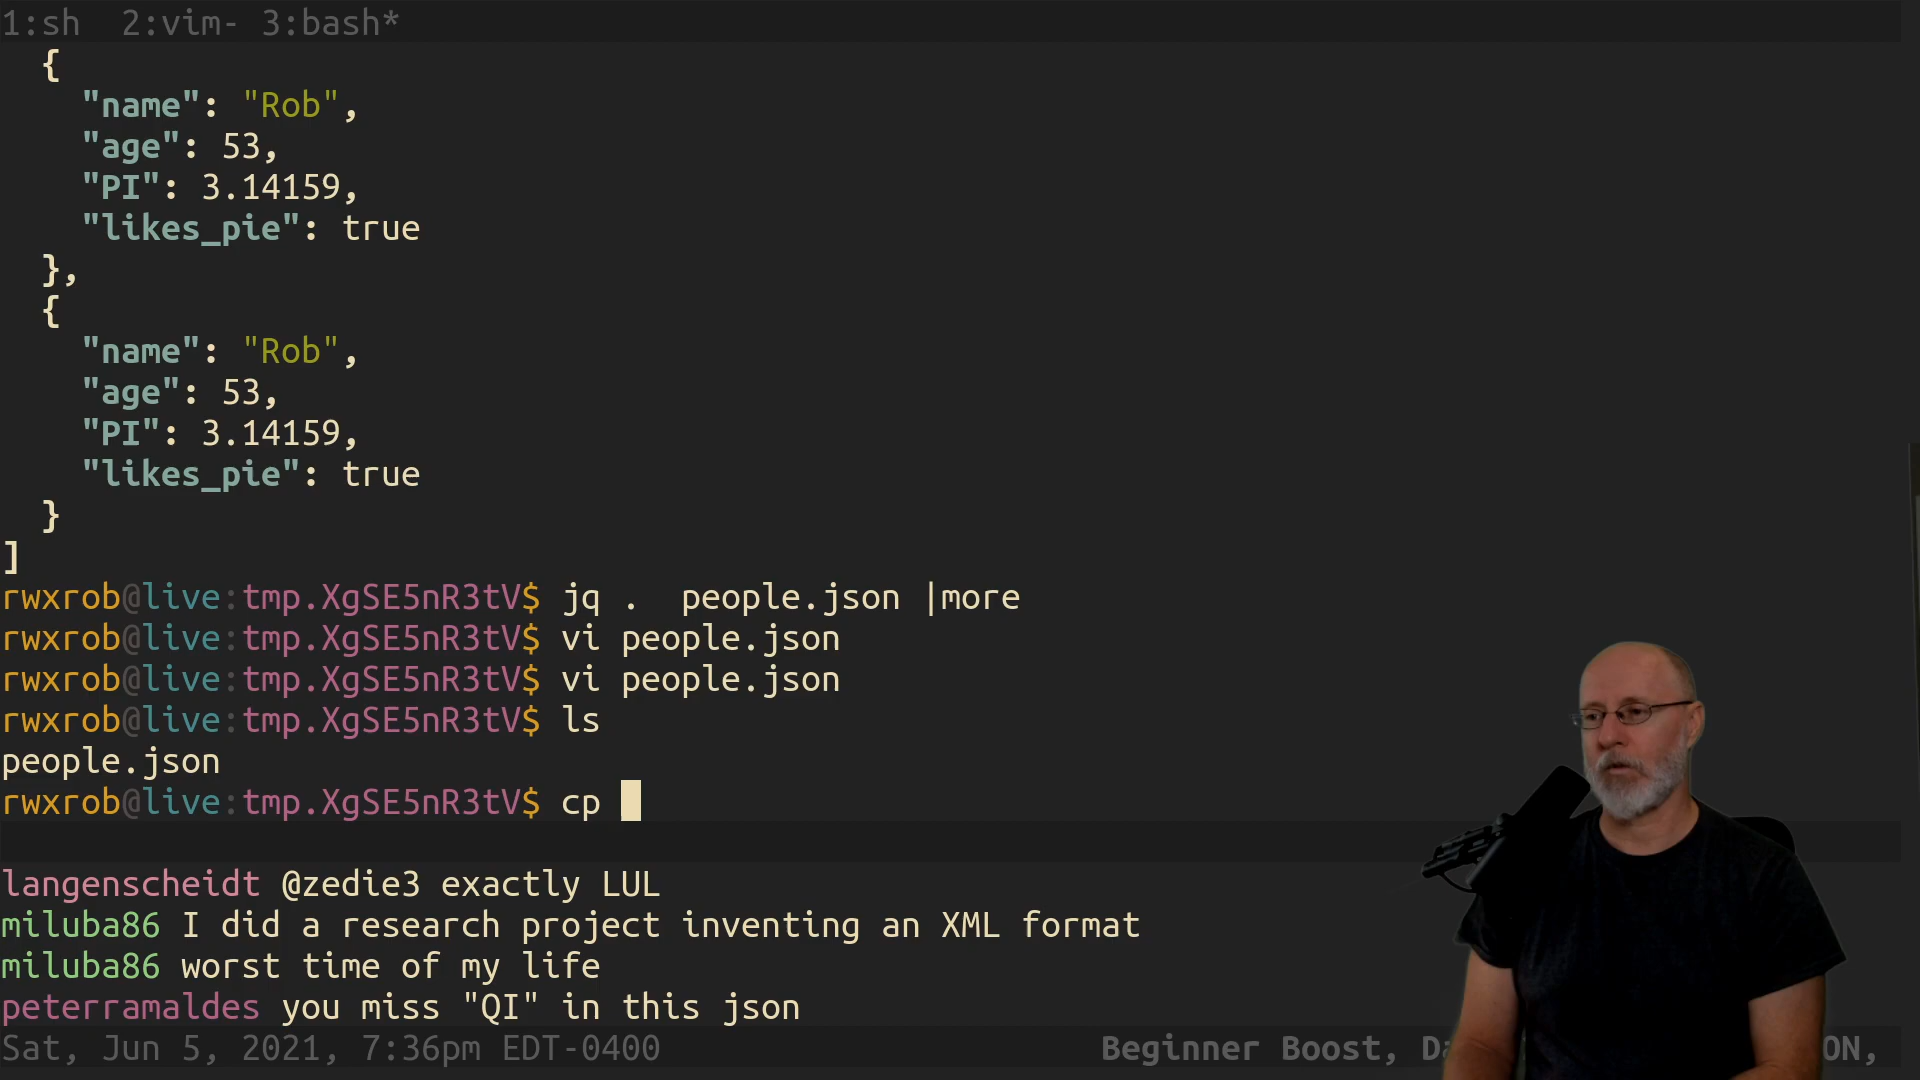 1:sh  2:vim- 3:bash*
  {
    "name": "Rob",
    "age": 53,
    "PI": 3.14159,
    "likes_pie": true
  },
  {
    "name": "Rob",
    "age": 53,
    "PI": 3.14159,
    "likes_pie": true
  }
]
rwxrob@live:tmp.XgSE5nR3tV$ jq .  people.json |more
rwxrob@live:tmp.XgSE5nR3tV$ vi people.json
rwxrob@live:tmp.XgSE5nR3tV$ vi people.json
rwxrob@live:tmp.XgSE5nR3tV$ ls
people.json
rwxrob@live:tmp.XgSE5nR3tV$ cp
langenscheidt @zedie3 exactly LUL
miluba86 I did a research project inventing an XML format
miluba86 worst time of my life
peterramaldes you miss "QI" in this json
Sat, Jun 5, 2021, 7:36pm EDT-0400 Beginner Boost,